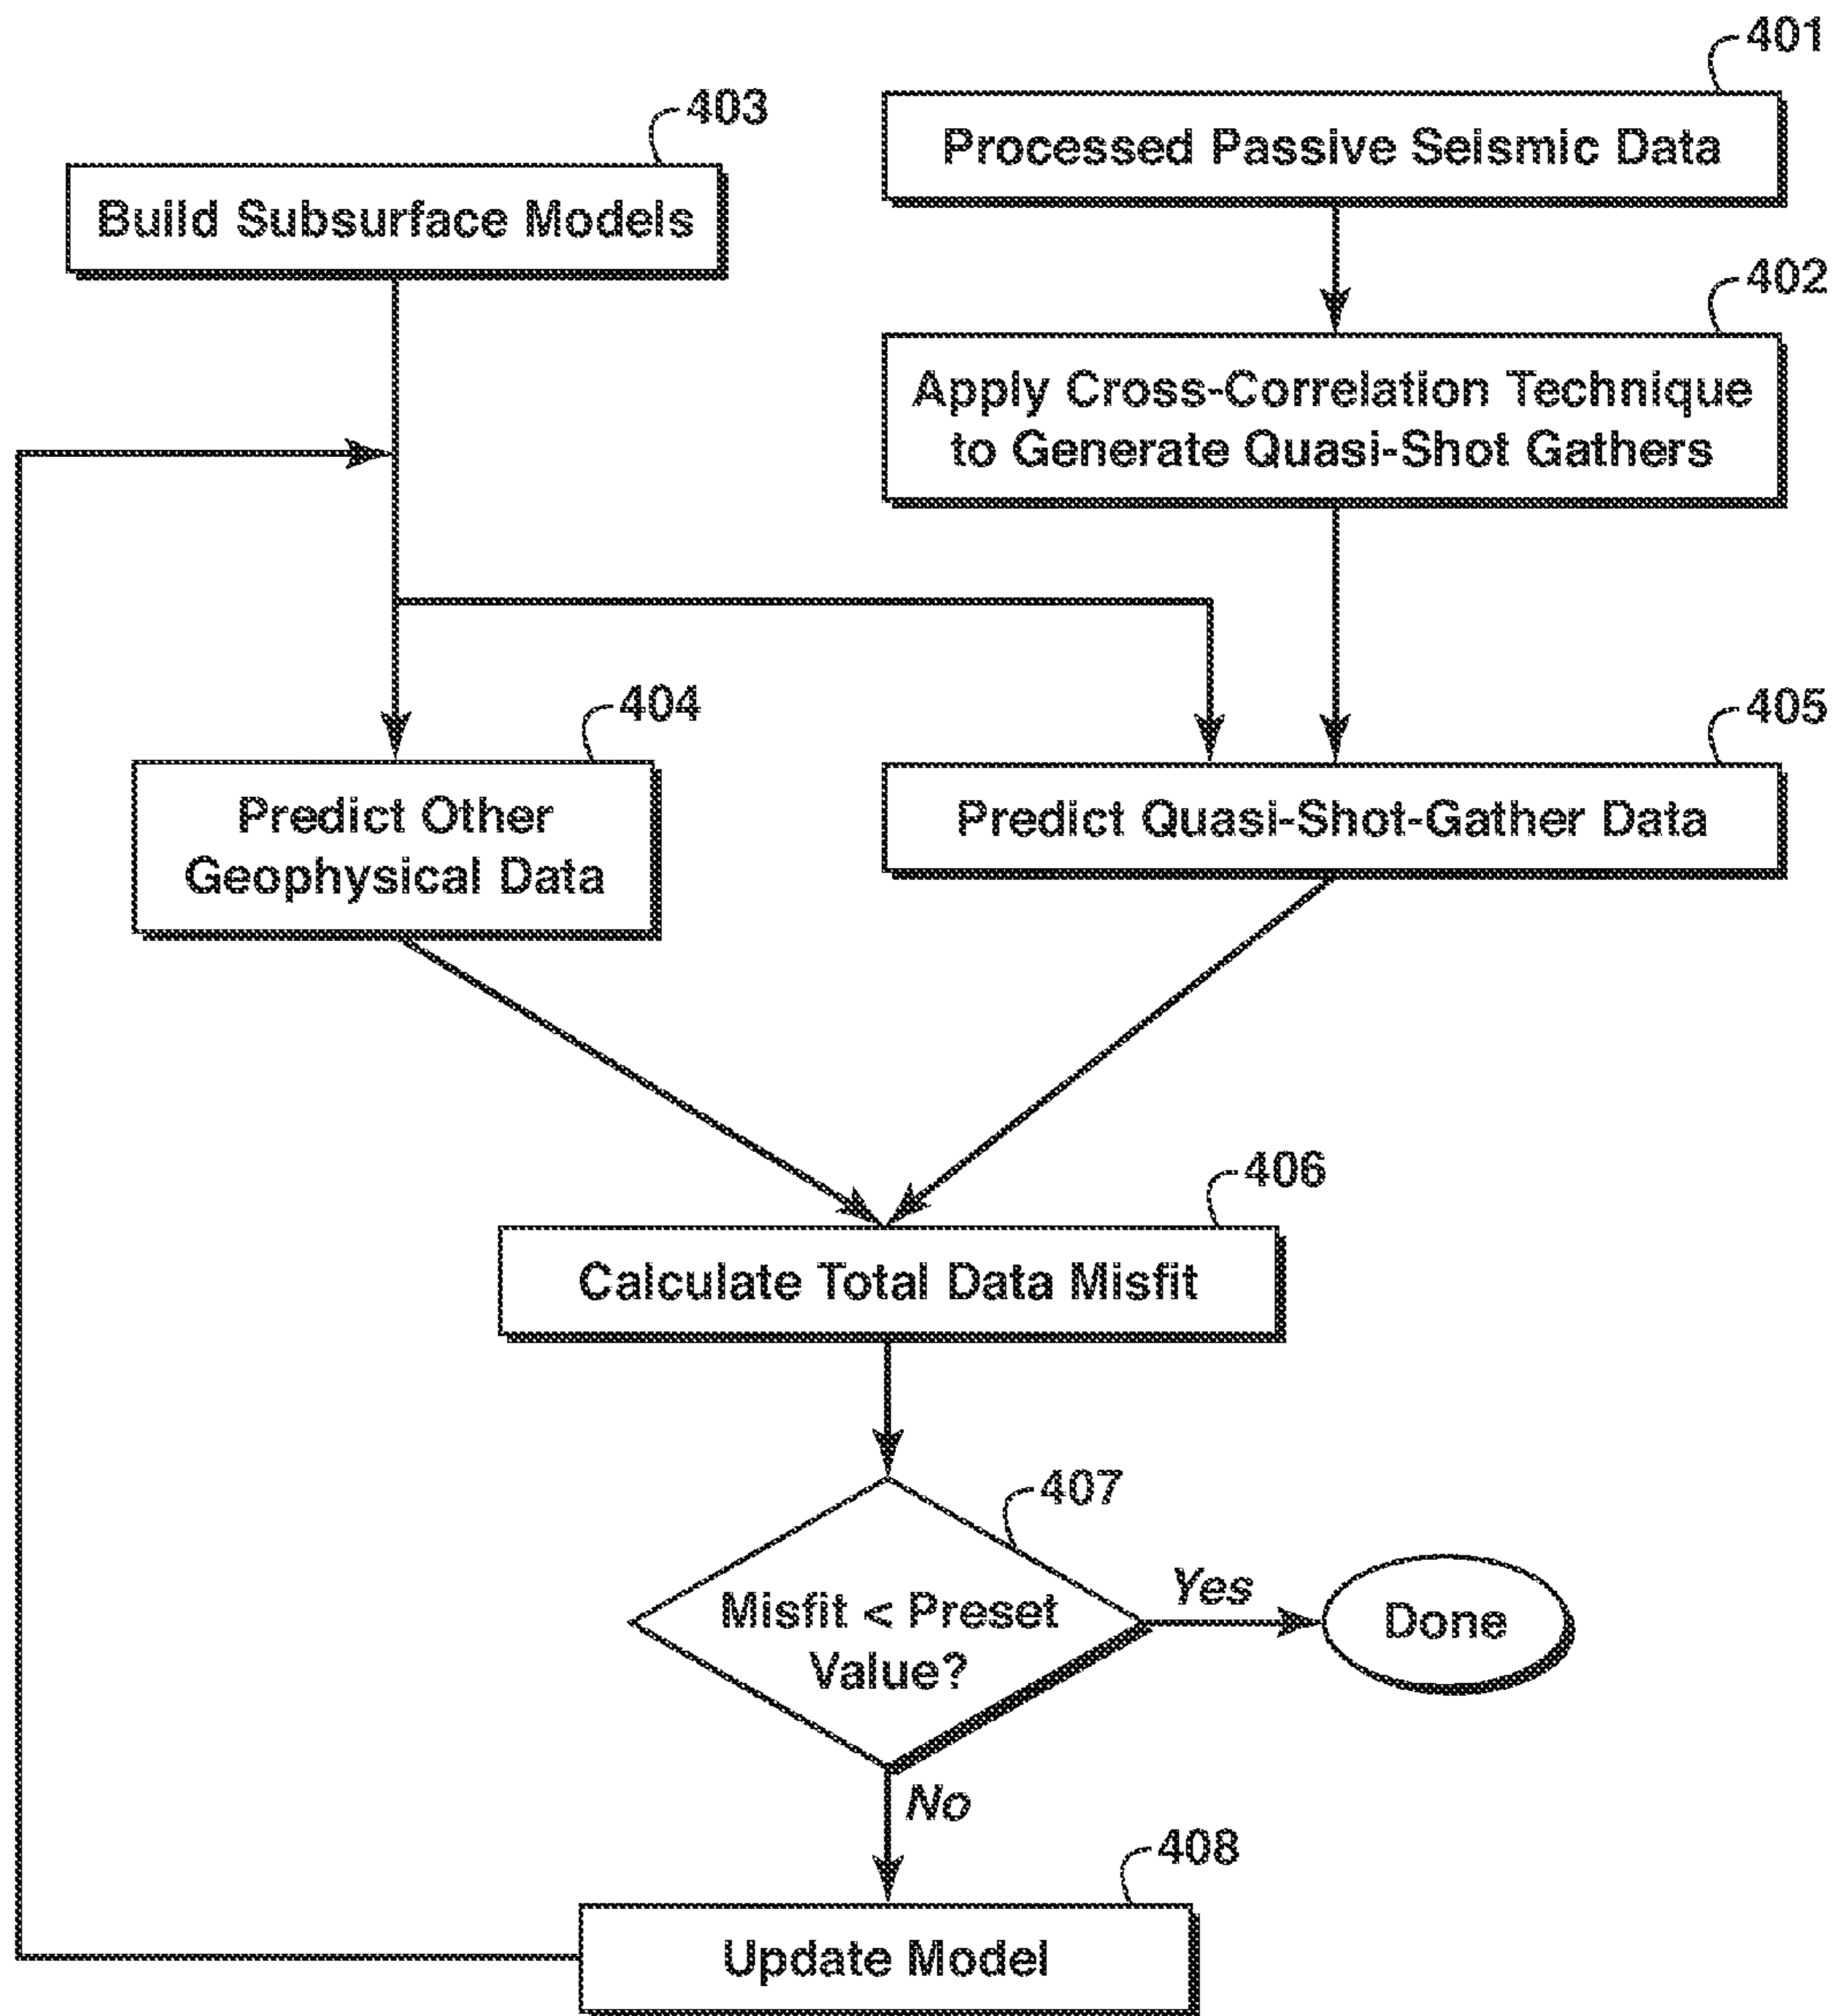 401
Processed Passive Seismic Data
403
Build Subsurface Models
402
Apply Cross-Correlation Technique
to Generate Quasi-Shot Gathers
404
Predict Other
Geophysical Data
405
Predict Quasi-Shot-Gather Data
406
Calculate Total Data Misfit
407
Misfit < Preset
Value?
Yes
Done
No
408
Update Model